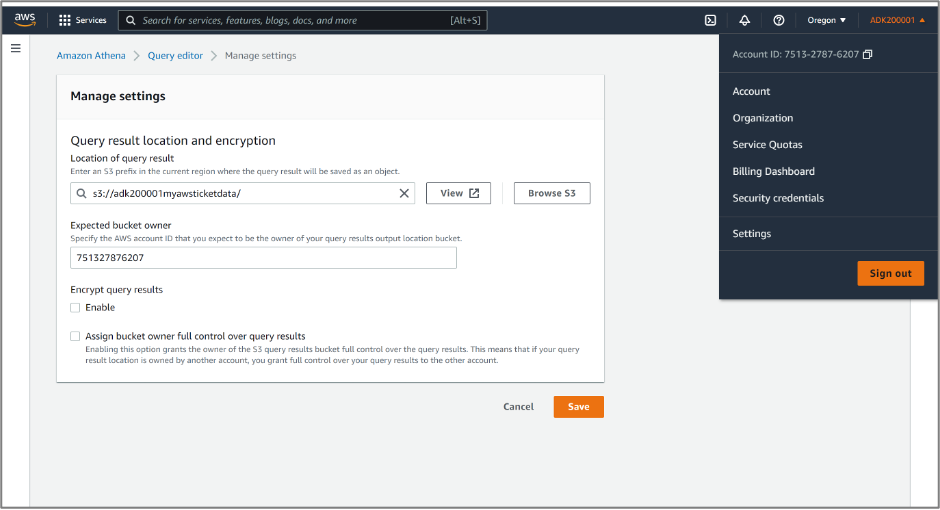 aws
Services
Search for services, features, blogs, docs, and more
[Alt+S]
Oregon
ADK200001
Account ID: 7513-2787-6207
Account
Organization
Service Quotas
Billing Dashboard
Security credentials
Settings
Sign out
Amazon Athena
Query editor
Manage settings
Manage settings
Query result location and encryption
Location of query result
Enter an S3 prefix in the current region where the query result will be saved as an object.
s3://adk200001myawsticketdata/
View
Browse S3
Expected bucket owner
Specify the AWS account ID that you expect to be the owner of your query results output location bucket.
751327876207
Encrypt query results
Enable
Assign bucket owner full control over query results
Enabling this option grants the owner of the S3 query results bucket full control over the query results. This means that if your query
result location is owned by another account, you grant full control over your query results to the other account.
Cancel
Save